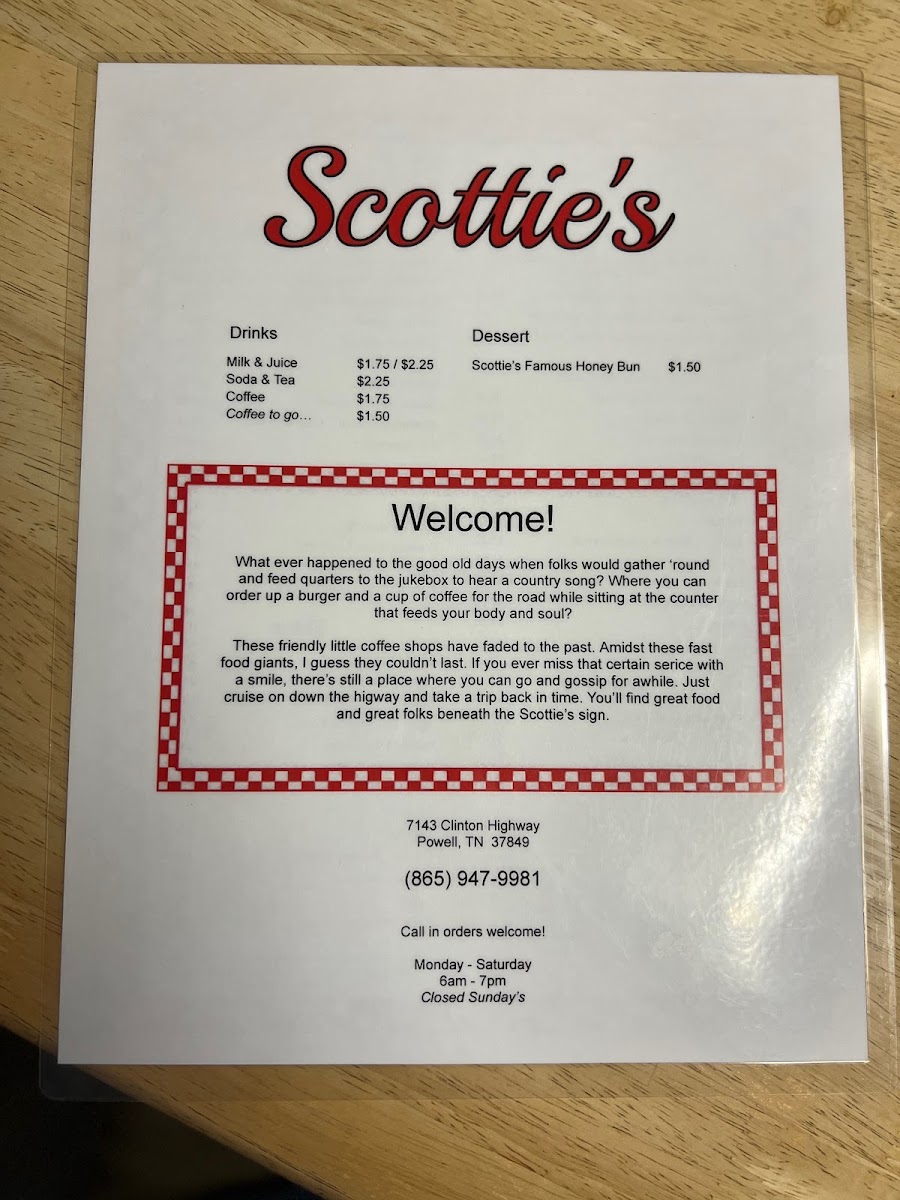 Scottie's
Drinks
Milk & Juice $1.75 / $2.25
Soda & Tea $2.25
Coffee $1.75
Coffee to go... $1.50
Dessert
Scottie's Famous Honey Bun $1.50
Welcome!
What ever happened to the good old days when folks would gather ‘round
and feed quarters to the jukebox to hear a country song? Where you can
order up a burger and a cup of coffee for the road while sitting at the counter
that feeds your body and soul?
These friendly little coffee shops have faded to the past. Amidst these fast
food giants, I guess they couldn’t last. If you ever miss that certain serice with
a smile, there’s still a place where you can go and gossip for awhile. Just
cruise on down the higway and take a trip back in time. You’ll find great food
and great folks beneath the Scottie’s sign.
7143 Clinton Highway
Powell, TN 37849
(865) 947-9981
Call in orders welcome!
Monday - Saturday
6am - 7pm
Closed Sunday’s